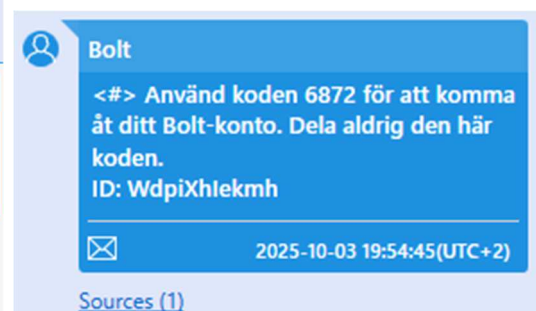 Bolt
<#> Använd koden 6872 för att komma
åt ditt Bolt-konto. Dela aldrig den här
koden.
ID: WdpiXhIekmh
2025-10-03 19:54:45(UTC+2)
Sources (1)